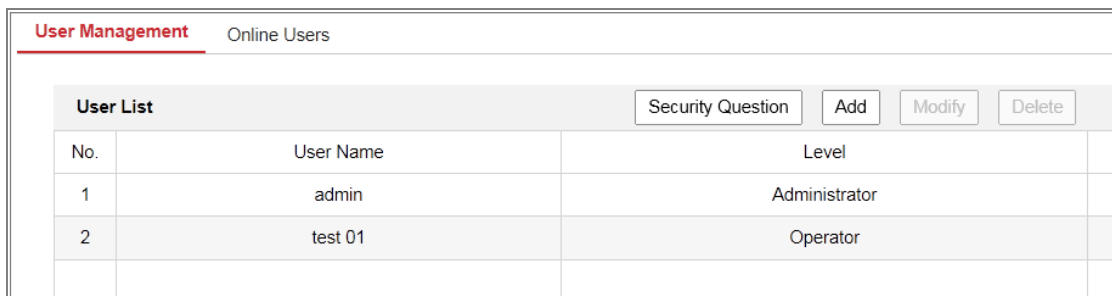 User Management Online Users
User List Security Question Add Modify Delete
No. User Name Level
1 admin Administrator
2 test 01 Operator